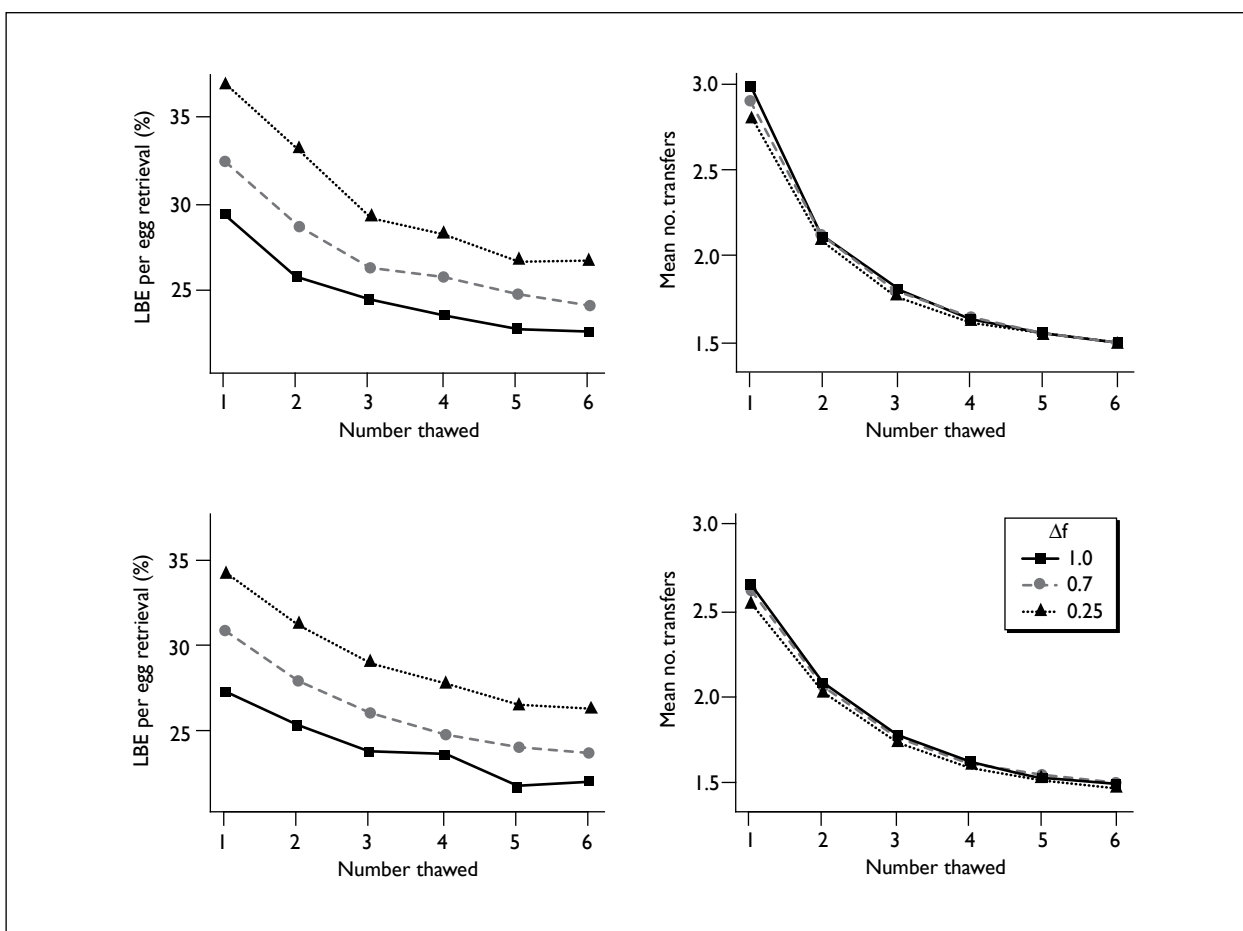 LBE per egg retrieval (%)
35
30
25
1 2 3 4 5 6
Number thawed
Mean no. transfers
3.0
2.5
2.0
1.5
1 2 3 4 5 6
Number thawed
LBE per egg retrieval (%)
35
30
25
1 2 3 4 5 6
Number thawed
Mean no. transfers
3.0
2.5
2.0
1.5
1 2 3 4 5 6
Number thawed
Δf
1.0
0.7
0.25